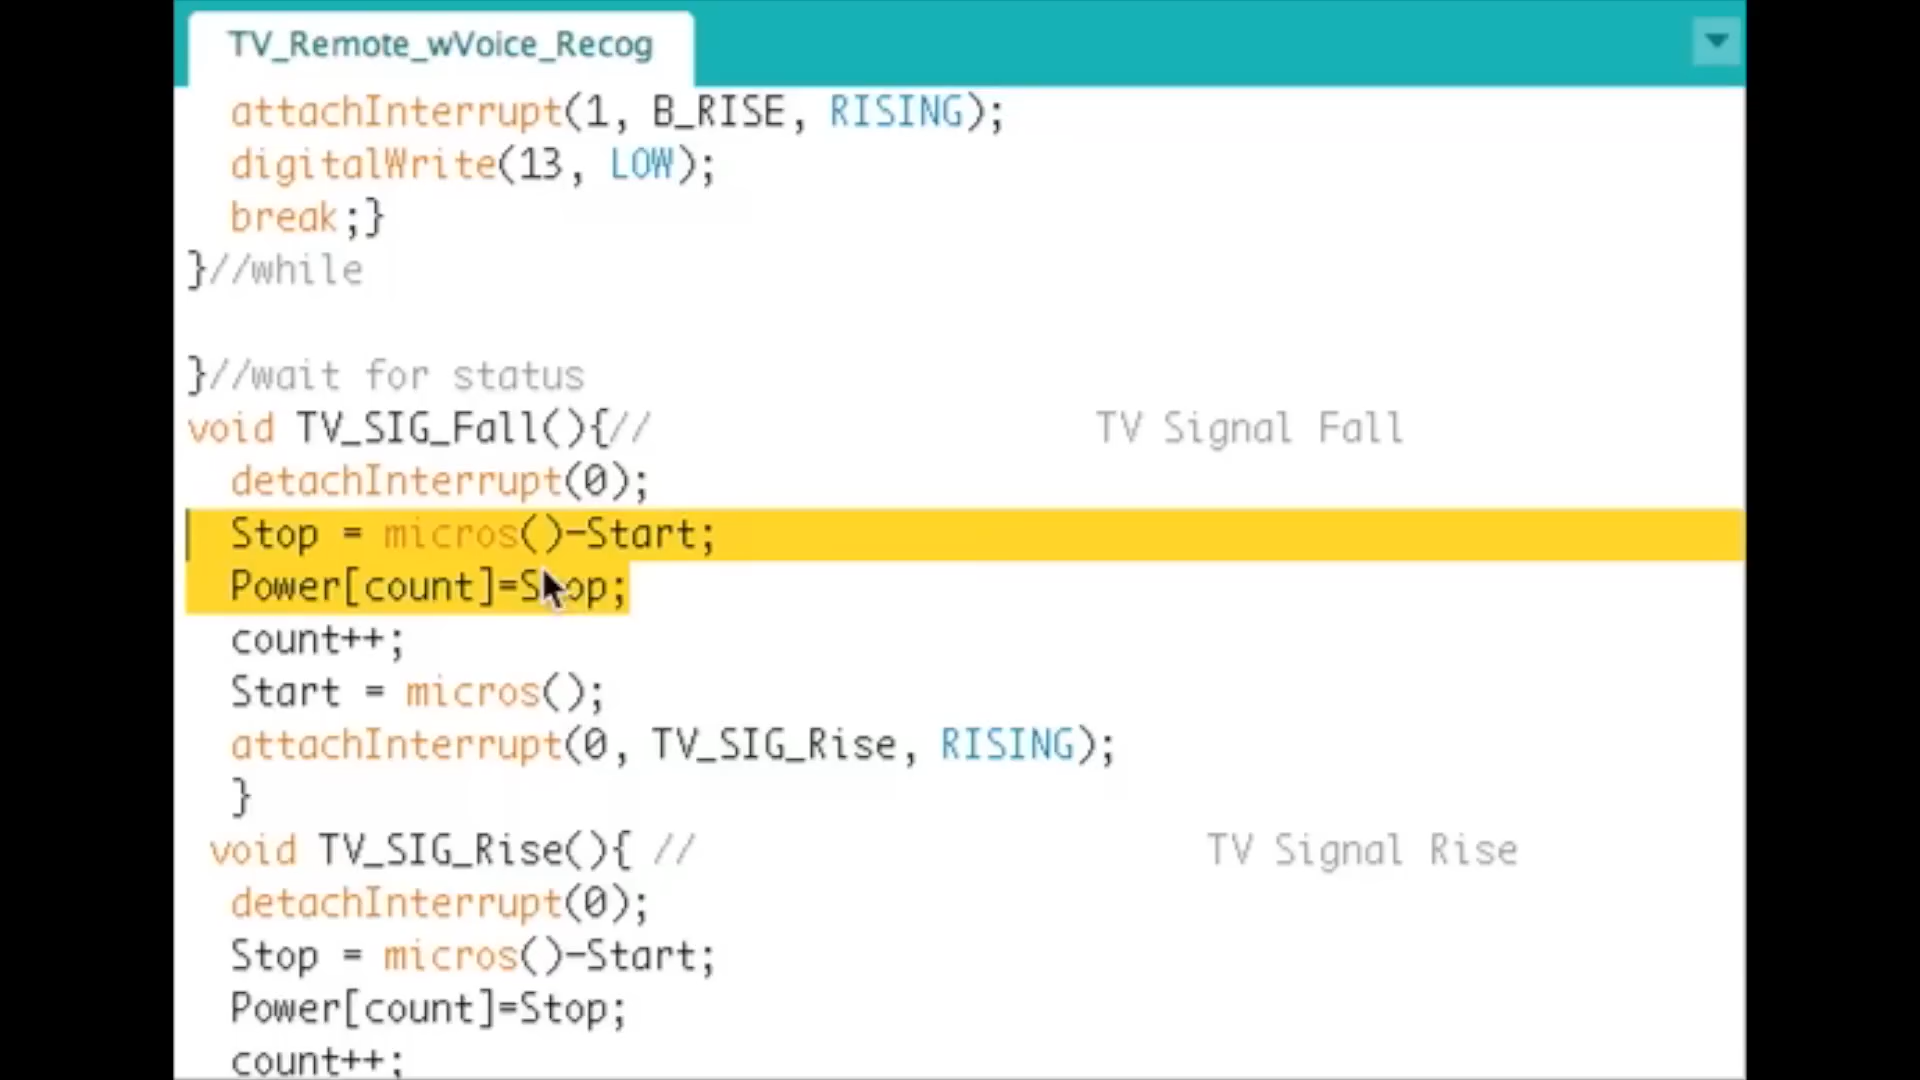 TV_Remote_wVoice_Recog
attachInterrupt(1, B_RISE, RISING);
digitalWrite(13, LOW);
break;}
}//while
}//wait for status
void TV_SIG_Fall(){// TV Signal Fall
detachInterrupt(0);
Stop = micros()-Start;
Power[count]=Stop;
count++;
Start = micros();
attachInterrupt(0, TV_SIG_Rise, RISING);
}
void TV_SIG_Rise(){ // TV Signal Rise
detachInterrupt(0);
Stop = micros()-Start;
Power[count]=Stop;
count++;